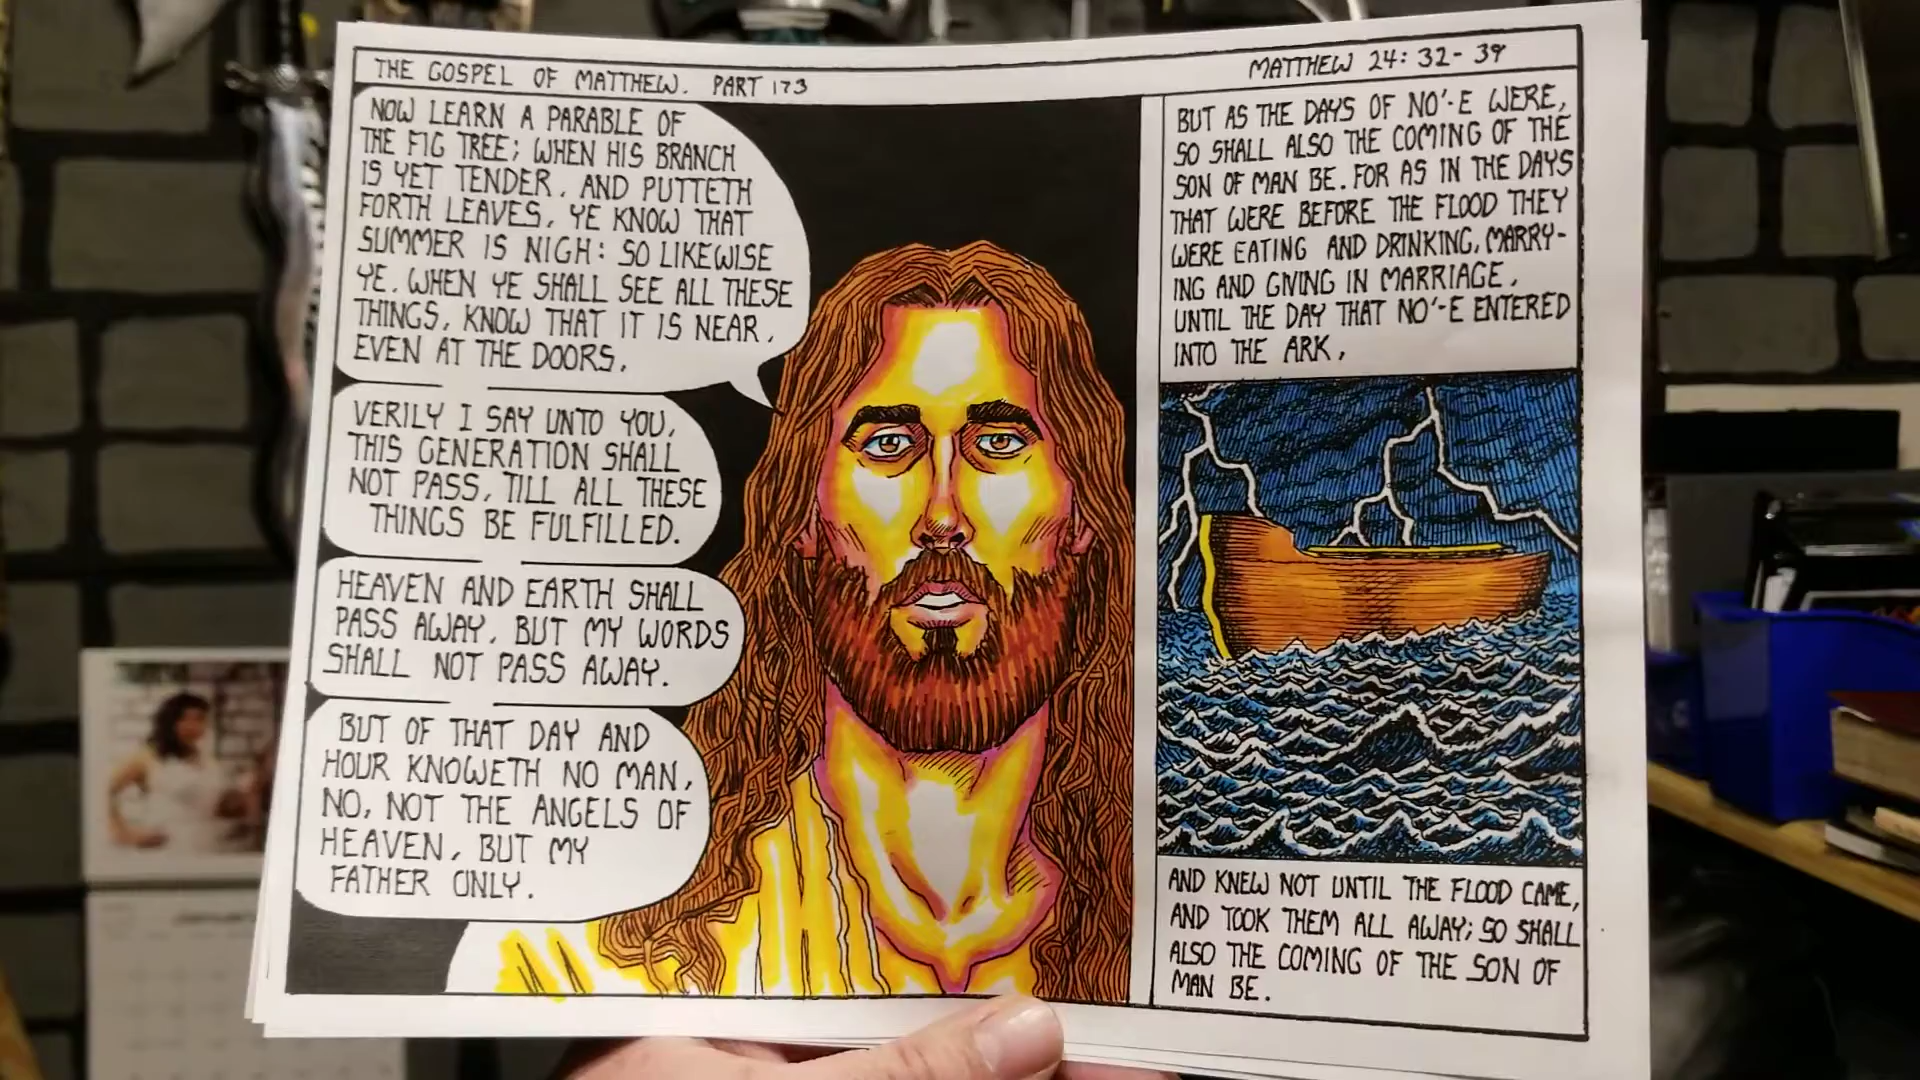 THE GOSPEL OF MATTHEW. PART 173
MATTHEW 24: 32-39
NOW LEARN A PARABLE OF
THE FIG TREE; WHEN HIS BRANCH
IS YET TENDER, AND PUTTETH
FORTH LEAVES, YE KNOW THAT
SUMMER IS NIGH: SO LIKEWISE
YE, WHEN YE SHALL SEE ALL THESE
THINGS, KNOW THAT IT IS NEAR,
EVEN AT THE DOORS.
VERILY I SAY UNTO YOU,
THIS GENERATION SHALL
NOT PASS, TILL ALL THESE
THINGS BE FULFILLED.
HEAVEN AND EARTH SHALL
PASS AWAY, BUT MY WORDS
SHALL NOT PASS AWAY.
BUT OF THAT DAY AND
HOUR KNOWETH NO MAN,
NO, NOT THE ANGELS OF
HEAVEN, BUT MY
FATHER ONLY.
BUT AS THE DAYS OF NO'-E WERE,
SO SHALL ALSO THE COMING OF THE
SON OF MAN BE. FOR AS IN THE DAYS
THAT WERE BEFORE THE FLOOD THEY
WERE EATING AND DRINKING, MARRY-
ING AND GIVING IN MARRIAGE,
UNTIL THE DAY THAT NO'-E ENTERED
INTO THE ARK,
AND KNEW NOT UNTIL THE FLOOD CAME,
AND TOOK THEM ALL AWAY; SO SHALL
ALSO THE COMING OF THE SON OF
MAN BE.